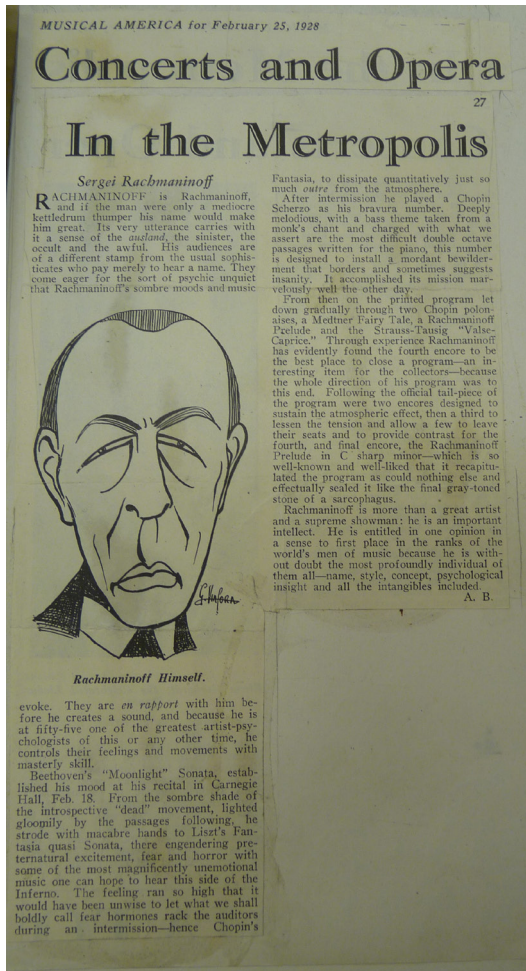 MUSICAL AMERICA for February 25, 1928
Concerts and Opera
27
In the Metropolis
Sergei Rachmaninoff
RACHMANINOFF is Rachmaninoff,
and if the man were only a mediocre
kettledrum thumper his name would make
him great. Its very utterance carries with
it a sense of the ausland, the sinister, the
occult and the awful. His audiences are
of a different stamp from the usual sophis-
ticates who pay merely to hear a name. They
come eager for the sort of psychic unquiet
that Rachmaninoff's sombre moods and music
Rachmaninoff Himself.
evoke. They are en rapport with him be-
fore he creates a sound, and because he is
at fifty-five one of the greatest artist-psy-
chologists of this or any other time, he
controls their feelings and movements with
masterly skill.
Beethoven's "Moonlight" Sonata, estab-
lished his mood at his recital in Carnegie
Hall, Feb. 18. From the sombre shade of
the introspective "dead" movement, lighted
gloomily by the passages following, he
strode with macabre hands to Liszt's Fan-
tasia quasi Sonata, there engendering pre-
ternatural excitement, fear and horror with
some of the most magnificently unemotional
music one can hope to hear this side of the
Inferno. The feeling ran so high that it
would have been unwise to let what we shall
boldly call fear hormones rack the auditors
during an intermission—hence Chopin's
Fantasia, to dissipate quantitatively just so
much outre from the atmosphere.
After intermission he played a Chopin
Scherzo as his bravura number. Deeply
melodious, with a bass theme taken from a
monk's chant and charged with what we
assert are the most difficult double octave
passages written for the piano, this number
is designed to install a mordant bewilder-
ment that borders and sometimes suggests
insanity. It accomplished its mission mar-
velously well the other day.
From then on the printed program let
down gradually through two Chopin polon-
aises, a Medtner Fairy Tale, a Rachmaninoff
Prelude and the Strauss-Tausig "Valse-
Caprice." Through experience Rachmaninoff
has evidently found the fourth encore to be
the best place to close a program—an in-
teresting item for the collectors—because
the whole direction of his program was to
this end. Following the official tail-piece of
the program were two encores designed to
sustain the atmospheric effect, then a third to
lessen the tension and allow a few to leave
their seats and to provide contrast for the
fourth, and final encore, the Rachmaninoff
Prelude in C sharp minor—which is so
well-known and well-liked that it recapitu-
lated the program as could nothing else and
effectually sealed it like the final gray-toned
stone of a sarcophagus.
Rachmaninoff is more than a great artist
and a supreme showman: he is an important
intellect. He is entitled in one opinion in
a sense to first place in the ranks of the
world's men of music because he is with-
out doubt the most profoundly individual of
them all—name, style, concept, psychological
insight and all the intangibles included.
A. B.